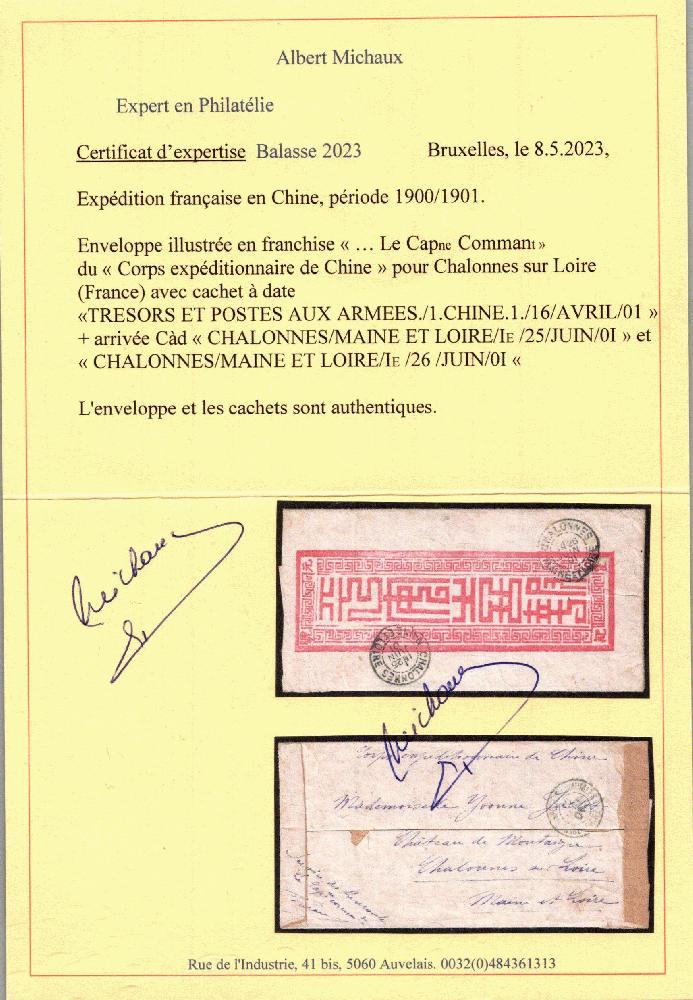 Albert Michaux
Expert en Philatélie
Certificat d'expertise Balasse 2023 Bruxelles, le 8.5.2023,
Expédition française en Chine, période 1900/1901.
Enveloppe illustrée en franchise « … Le Capne Commant »
du « Corps expéditionnaire de Chine » pour Chalonnes sur Loire
(France) avec cachet à date
«TRESORS ET POSTES AUX ARMEES./1.CHINE.1./16/AVRIL/01 »
+ arrivée Càd « CHALONNES/MAINE ET LOIRE/IE /25/JUIN/0I » et
« CHALONNES/MAINE ET LOIRE/IE /26 /JUIN/0I «
L'enveloppe et les cachets sont authentiques.
Michaux
CHALONNES
CHALONNES
Michaux
Corps expéditionnaire de Chine
Mademoiselle Yvonne
Château de Montaigu
Chalonnes sur Loire
Maine et Loire
Rue de l'Industrie, 41 bis, 5060 Auvelais. 0032(0)484361313